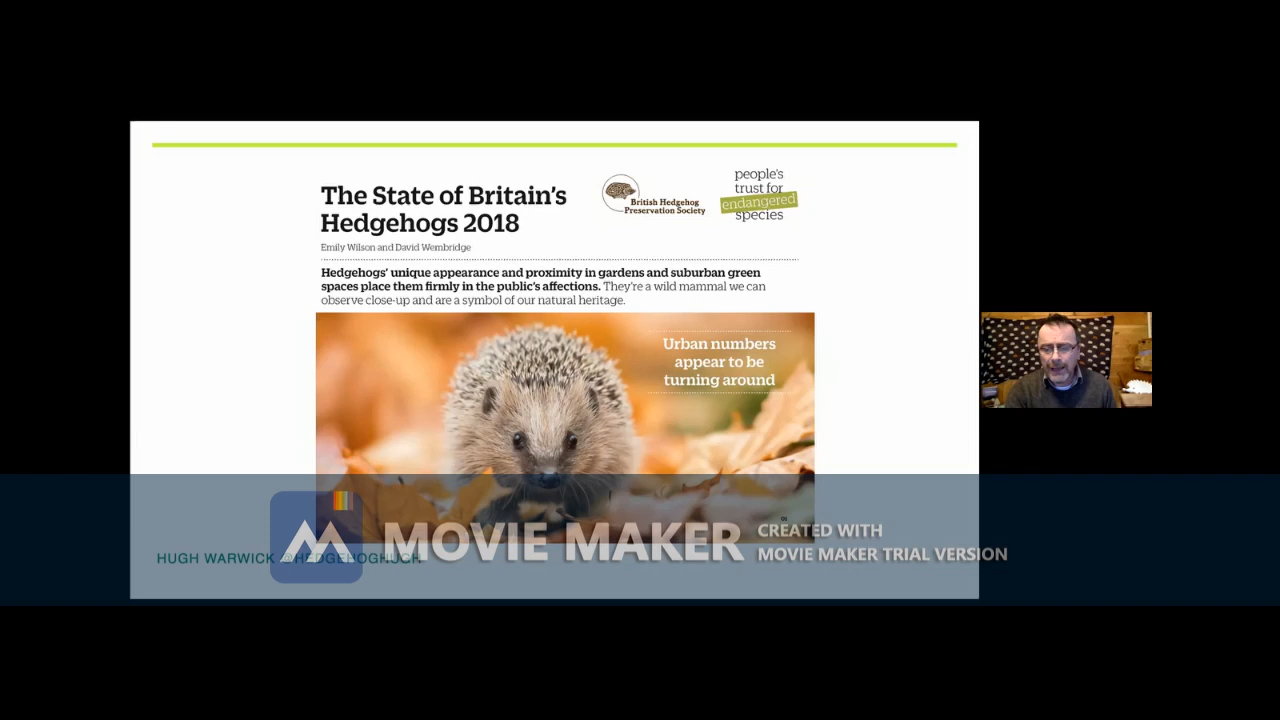 The State of Britain's
Hedgehogs 2018
Emily Wilson and David Wembridge
British Hedgehog
Preservation Society
people's
trust for
endangered
species
Hedgehogs' unique appearance and proximity in gardens and suburban green
spaces place them firmly in the public's affections. They're a wild mammal we can
observe close-up and are a symbol of our natural heritage.
Urban numbers
appear to be
turning around
HUGH WARWICK @HEDGEHOGHUGH
MOVIE MAKER
CREATED WITH
MOVIE MAKER TRIAL VERSION